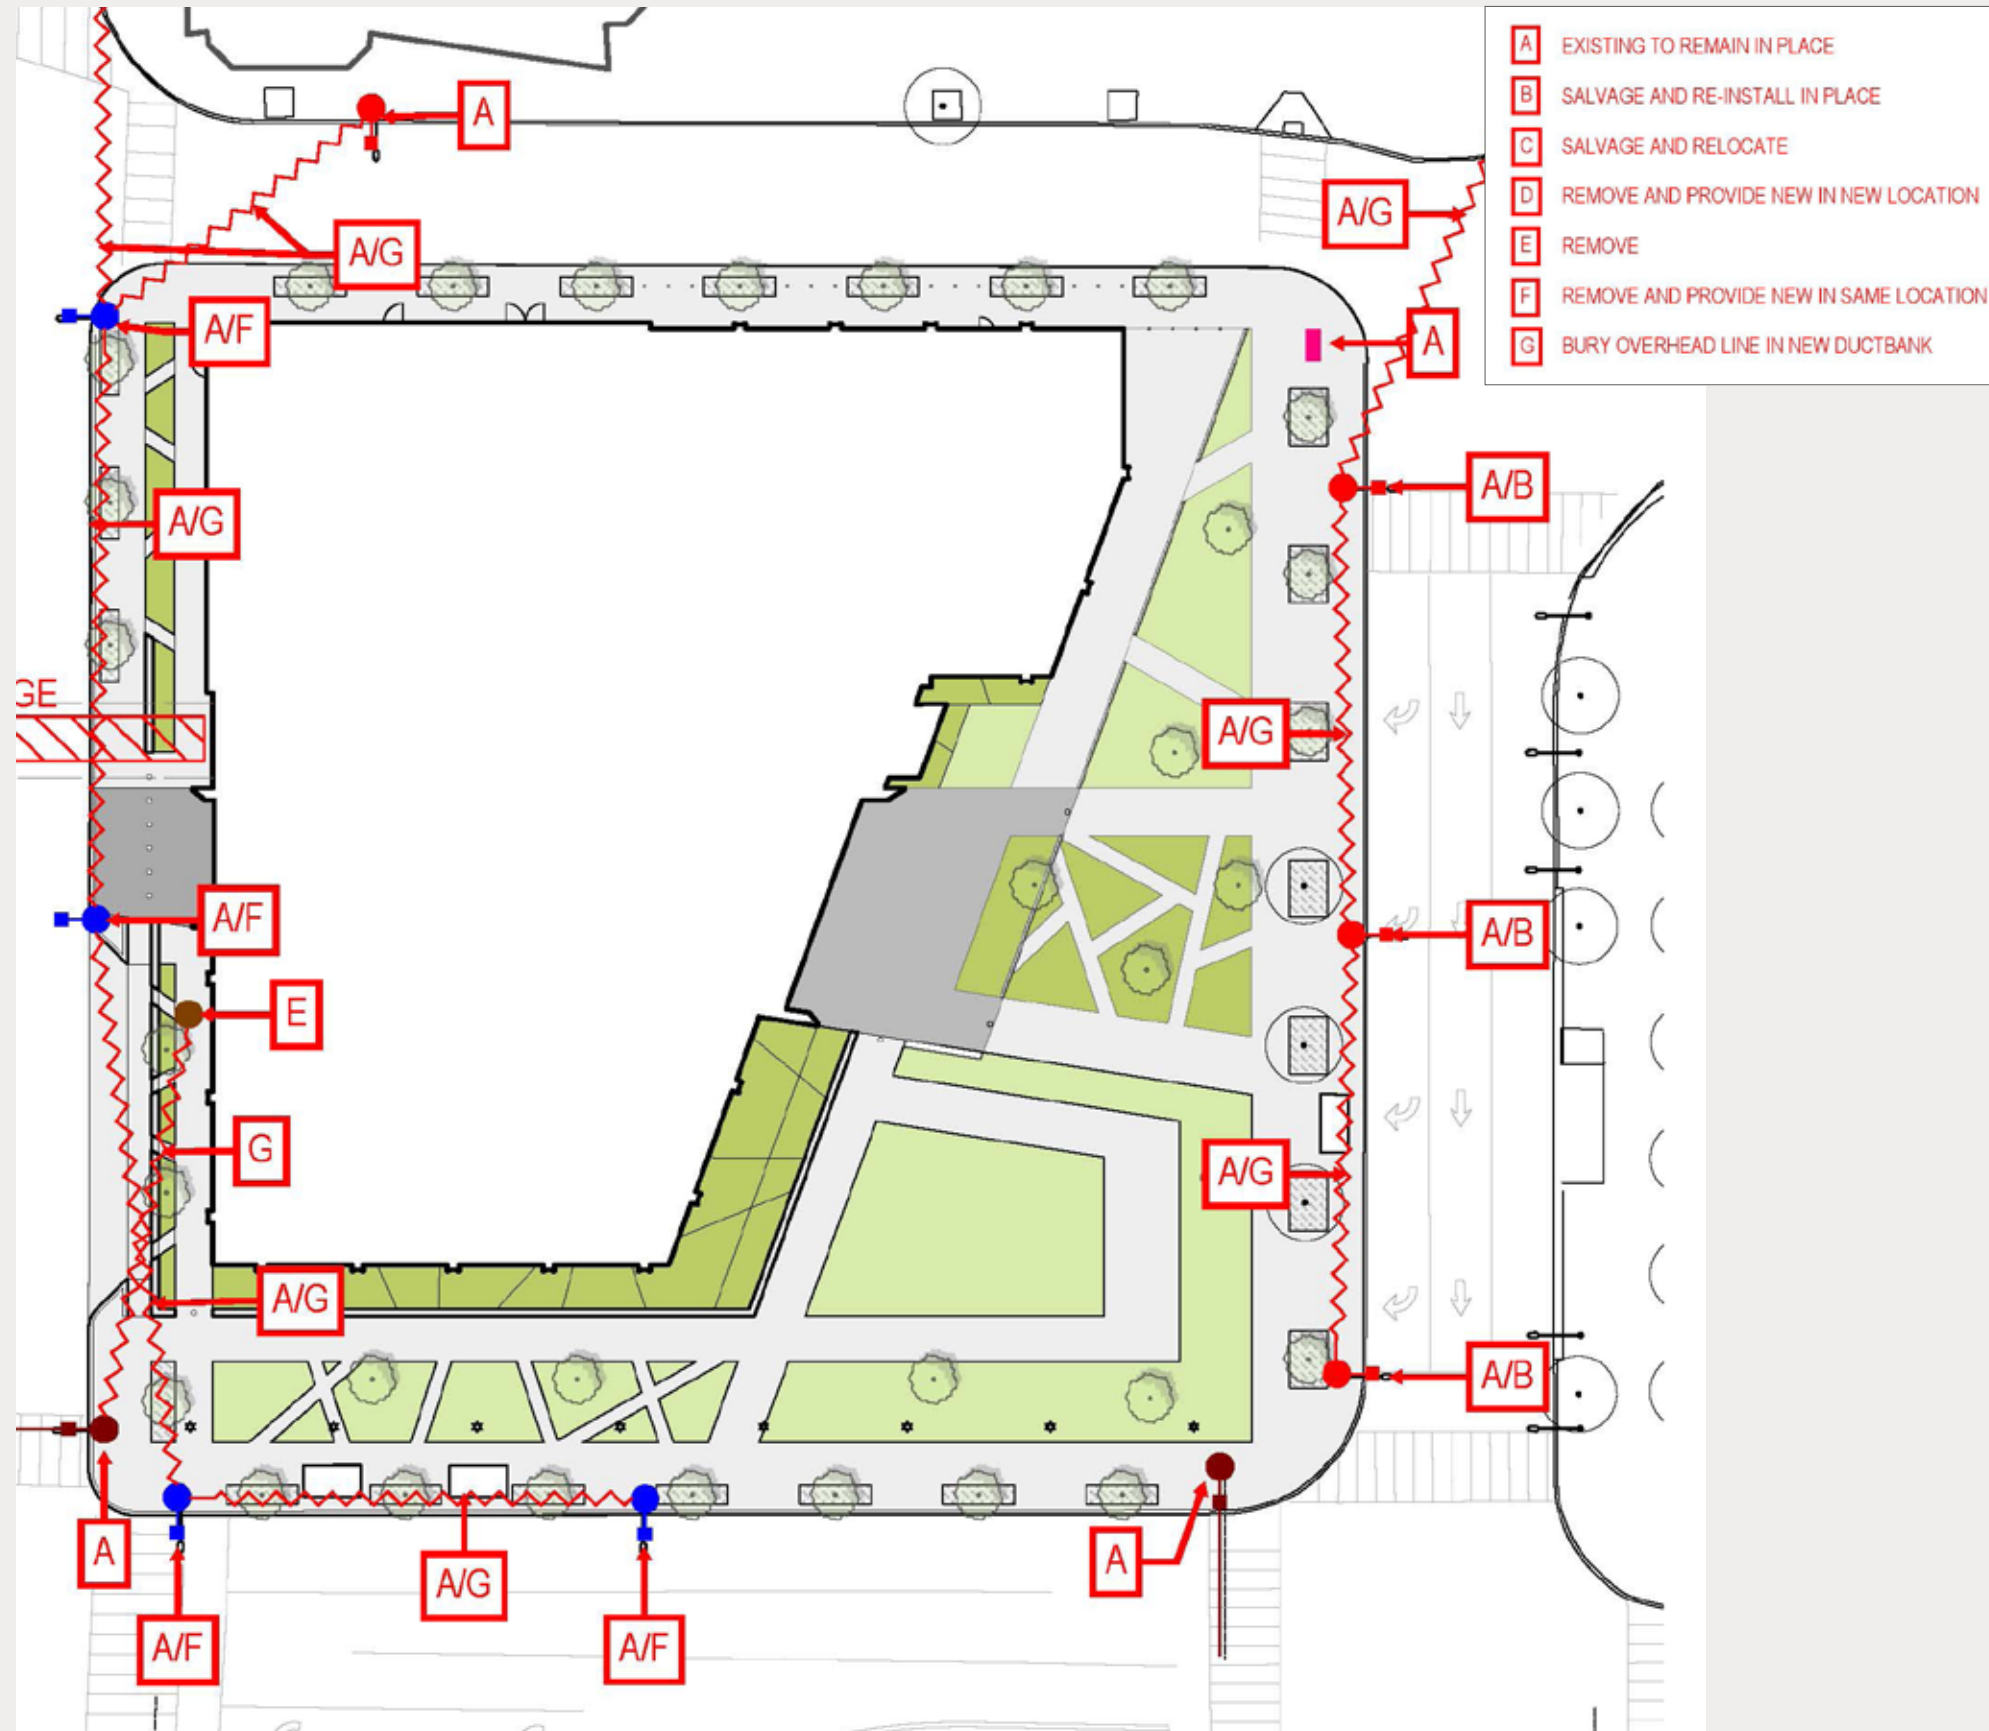 A EXISTING TO REMAIN IN PLACE
B SALVAGE AND RE-INSTALL IN PLACE
C SALVAGE AND RELOCATE
D REMOVE AND PROVIDE NEW IN NEW LOCATION
E REMOVE
F REMOVE AND PROVIDE NEW IN SAME LOCATION
G BURY OVERHEAD LINE IN NEW DUCTBANK
A
A/G
A/G
A/F
A
A/B
A/G
GE
A/G
A/F
A/B
E
G
A/G
A/G
A/B
A
A/G
A
A/F
A/F